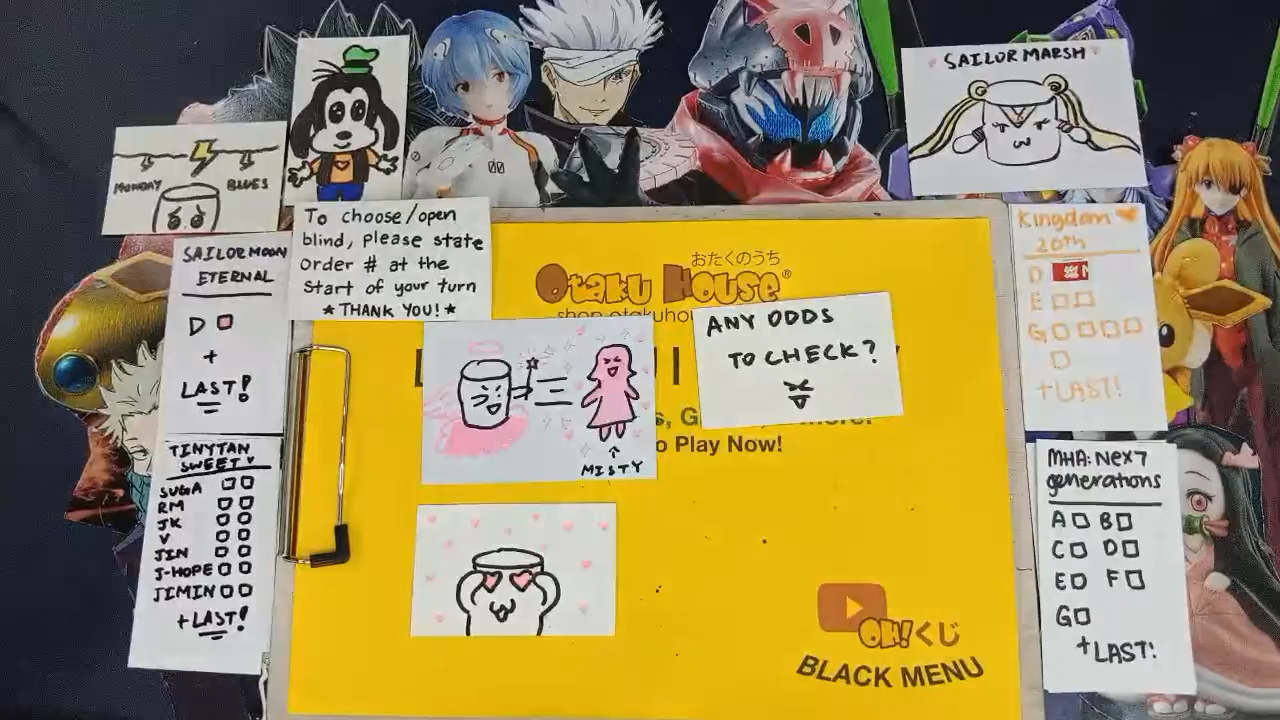 MONDAY BLUES
SAILOR MOON
ETERNAL
D
+
LAST!
TINYTAN
SWEET
SUGA
RM
JK
V
JIN
J-HOPE
JIMIN
+LAST!
To choose/open
blind, please state
order # at the
start of your turn
★THANK YOU!★
00
おたくのうち
Otaku House®
MISTY
ANY ODDS
TO CHECK?
o Play Now!
Oh!くじ
BLACK MENU
SAILOR MARSH
Kingdom
20th
D
E
G
+LAST!
MHA: NEXT
generations
A B
C D
E F
G
+LAST!